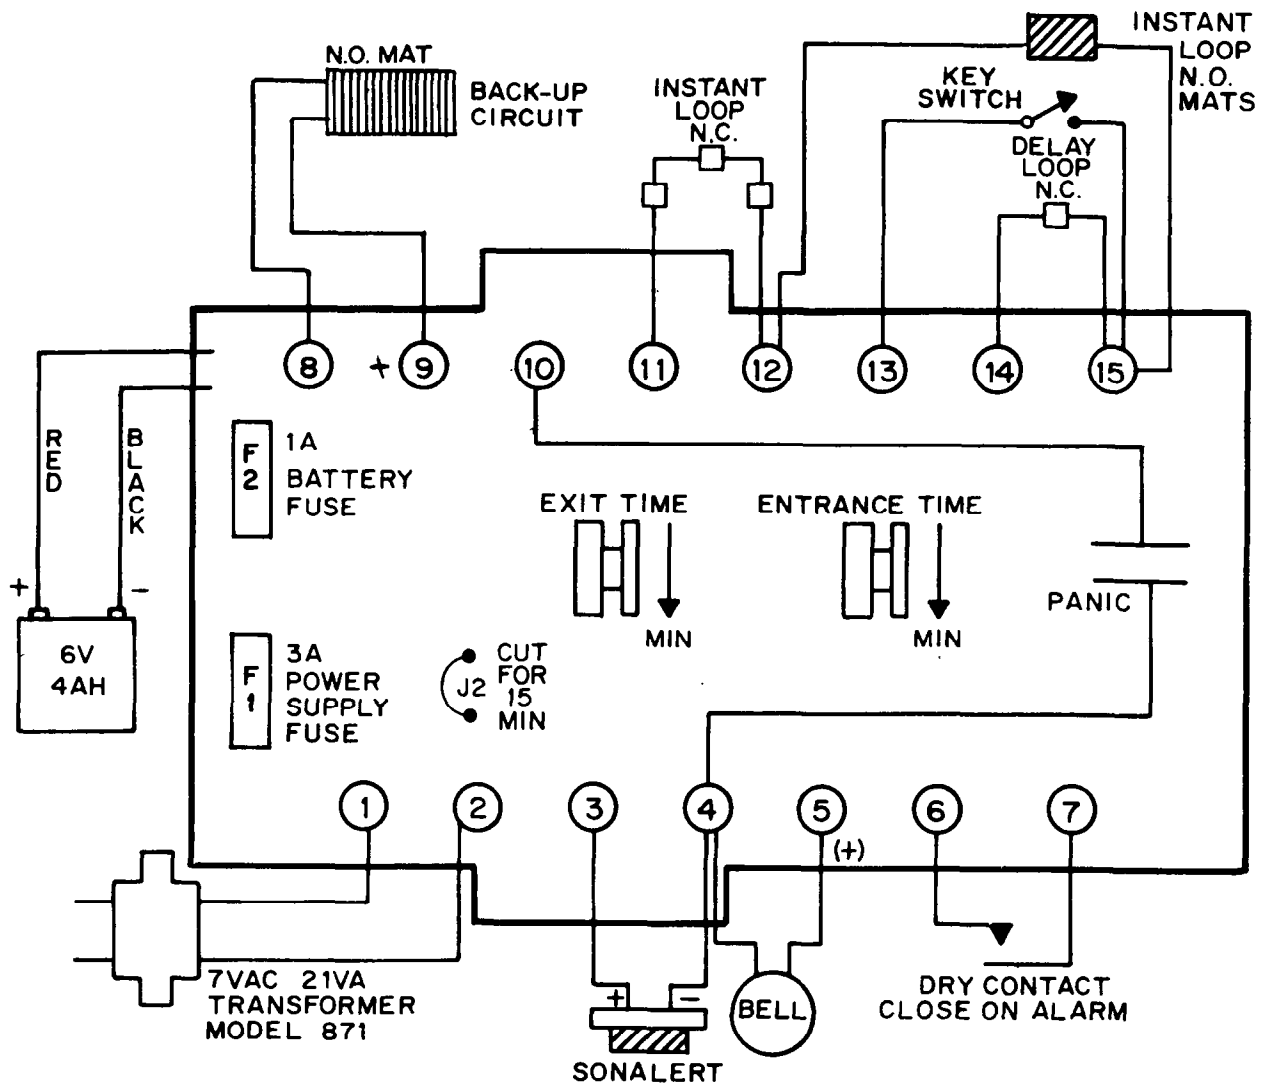 N.O. MAT
BACK-UP
CIRCUIT
INSTANT
LOOP
N.C.
KEY
SWITCH
INSTANT
LOOP
N.O.
MATS
DELAY
LOOP
N.C.
8
+ 9
10
11
12
13
14
15
RED
BLACK
F2
1A
BATTERY
FUSE
EXIT TIME
MIN
ENTRANCE TIME
MIN
PANIC
+ -
6V
4AH
F1
3A
POWER
SUPPLY
FUSE
J2
CUT
FOR
15
MIN
1
2
3
4
5
(+)
6
7
7VAC 21VA
TRANSFORMER
MODEL 871
+ -
SONALERT
BELL
DRY CONTACT
CLOSE ON ALARM